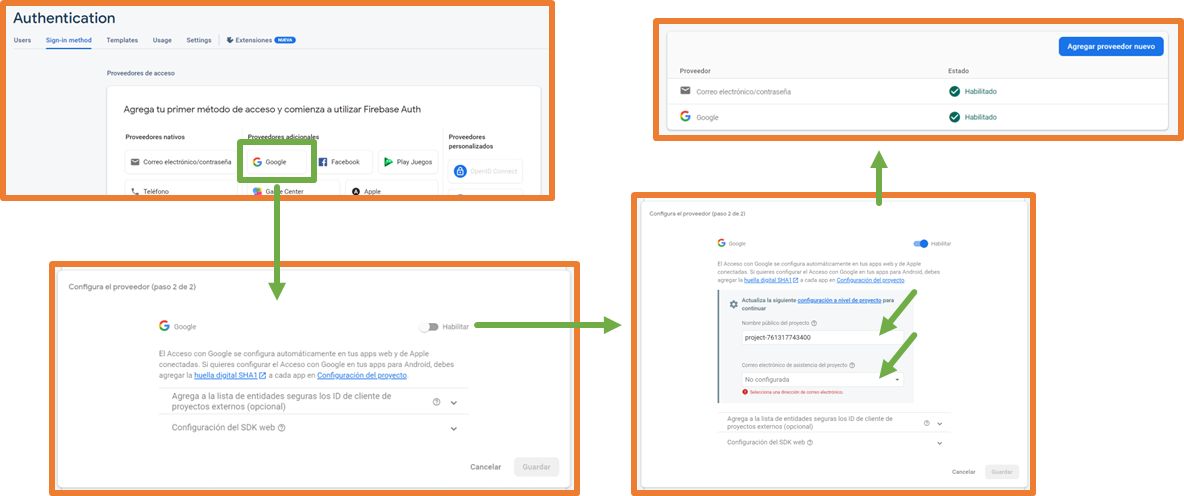 Authentication
Users Sign-in method Templates Usage Settings Extensiones NUEVA
Proveedores de acceso
Agrega tu primer método de acceso y comienza a utilizar Firebase Auth
Proveedores nativos Proveedores adicionales Proveedores
personalizados
Correo electrónico/contraseña Google Facebook Play Juegos OpenID Connect
Teléfono Game Center Apple
Configura el proveedor (paso 2 de 2)
Google Habilitar
El Acceso con Google se configura automáticamente en tus apps web y de Apple
conectadas. Si quieres configurar el Acceso con Google en tus apps para Android, debes
agregar la huella digital SHA1 a cada app en Configuración del proyecto.
Agrega a la lista de entidades seguras los ID de cliente de
proyectos externos (opcional)
Configuración del SDK web
Cancelar Guardar
Configura el proveedor (paso 2 de 2)
Google Habilitar
El Acceso con Google se configura automáticamente en tus apps web y de Apple
conectadas. Si quieres configurar el Acceso con Google en tus apps para Android, debes
agregar la huella digital SHA1 a cada app en Configuración del proyecto.
Actualiza la siguiente configuración a nivel de proyecto para
continuar
Nombre público del proyecto
project-761317743400
Correo electrónico de asistencia del proyecto
No configurada
Selecciona una dirección de correo electrónico.
Agrega a la lista de entidades seguras los ID de cliente de
proyectos externos (opcional)
Configuración del SDK web
Cancelar Guardar
Agregar proveedor nuevo
Proveedor Estado
Correo electrónico/contraseña Habilitado
Google Habilitado